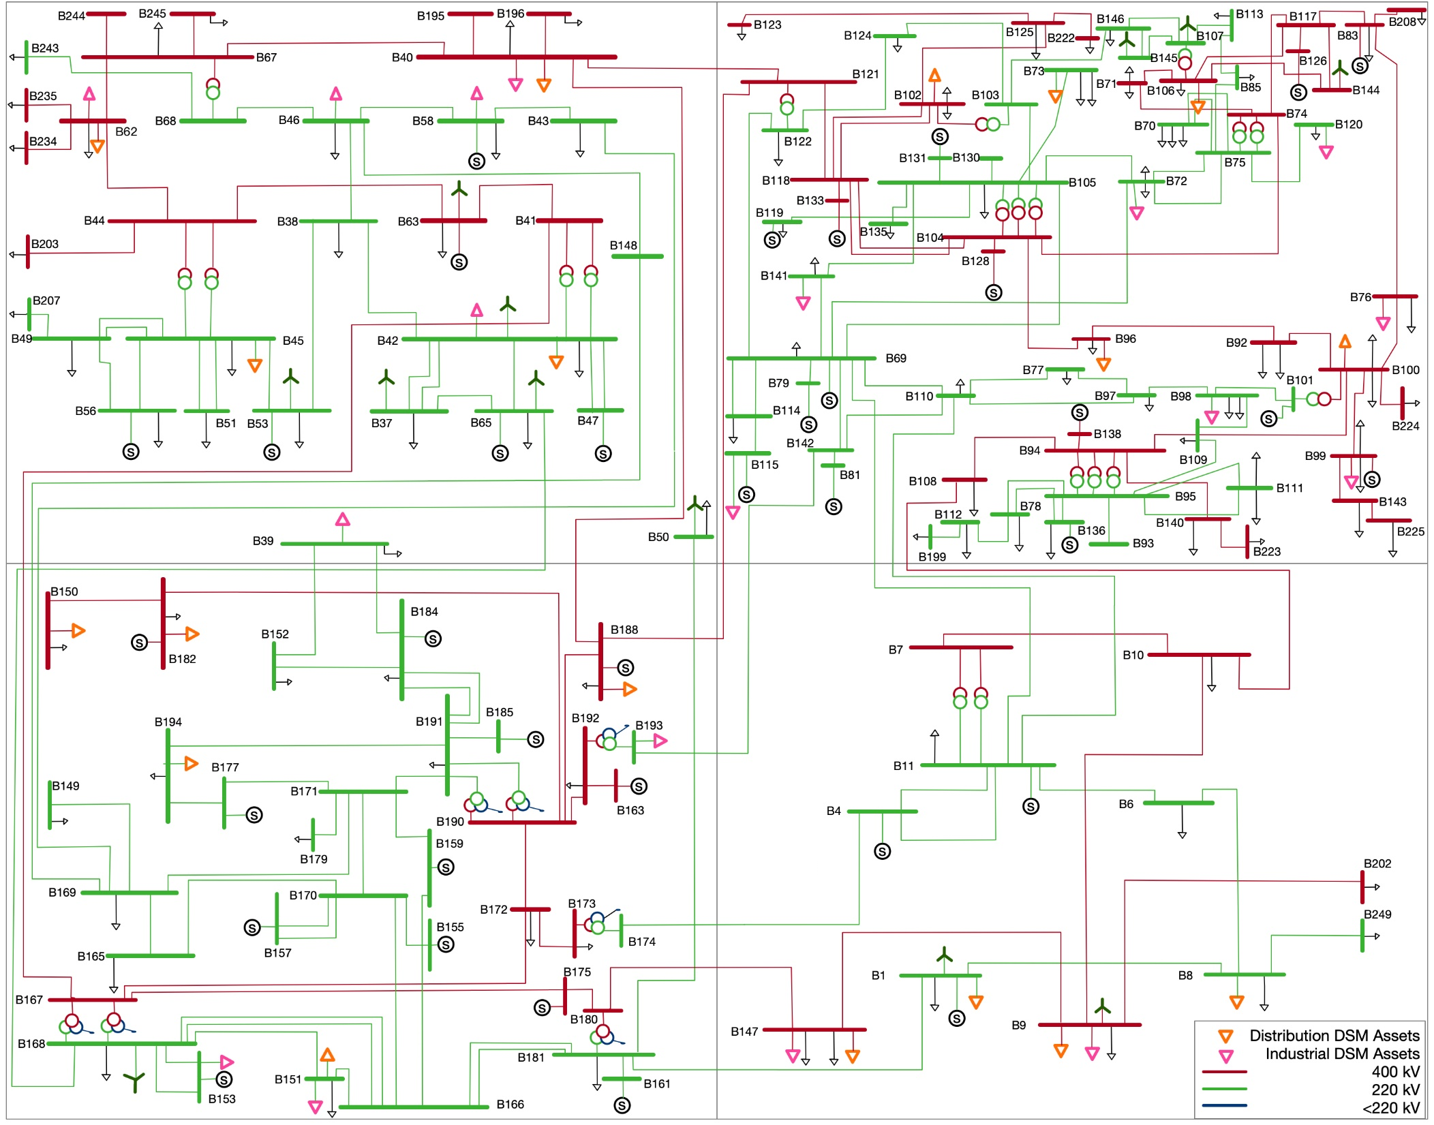 B244 B245 B195 B196
B243 B67 B40
B235 B62 B68 B46 B58 B43
B234 S
B44 B38 B63 B41
B203 S B148
B207
B49 B45 B42
B56 B51 B53 B37 B65 B47
S S S S
B39 B50
B123 B125 B222 B146 B113 B117 B83 B208
B124 B107 S
B73 B145 B126
B121 B71 B106 B85 S B144
B102 B103 B74
B122 S B70 B120
B131 B130 B75
B118 B105 B72
B133
B119 B135
S S B104
B128
B141 S
B76
B96 B92
B69 B77 B100
B79 B110 B97 B98 B101
S S
B114 S B138 B224
B142 B94 B109 B99
B115 B81 S
S S B108 B95 B111
B112 B78 B143
B136 B140 B225
B199 S B93 B223
B150 B184 B188
B152 S
S B182 S
B194 B191 B185 B192 B193
S
B177
B149 B171 S
S B190 B163
B179 B159
S
B169 B170 B172 B173
S B155 B174
B165 B157 S
B175
B167 S B180
B168 B181
B151 S B161
B153 B166 S
B7 B10
B11
B4 S B6
S
B202
B249
B1 B8
S
B147 B9
Distribution DSM Assets
Industrial DSM Assets
400 kV
220 kV
<220 kV